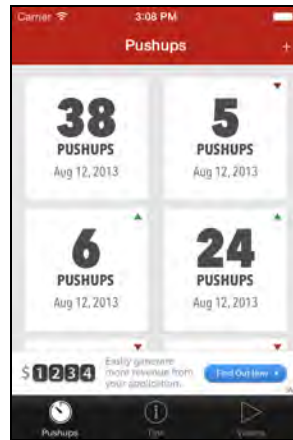 Carrier 3:08 PM
Pushups +
38
PUSHUPS
Aug 12, 2013
5
PUSHUPS
Aug 12, 2013
6
PUSHUPS
Aug 12, 2013
24
PUSHUPS
Aug 12, 2013
$1234
Easily generate
more revenue from
your application.
Find Out How
Pushups Tips Videos